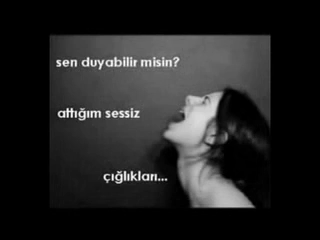 sen duyabilir misin?
attığım sessiz
çığlıkları...